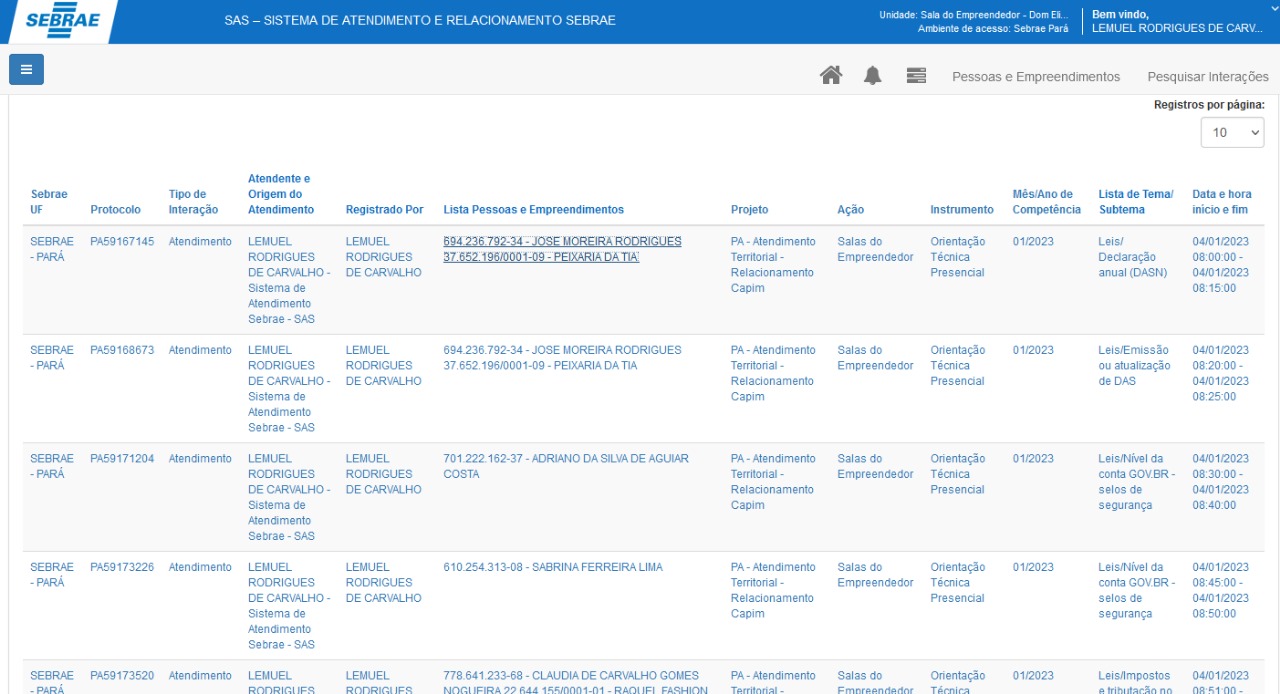 SEBRAE
SAS – SISTEMA DE ATENDIMENTO E RELACIONAMENTO SEBRAE
Unidade: Sala do Empreendedor - Dom Eli...
Ambiente de acesso: Sebrae Pará
Bem vindo,
LEMUEL RODRIGUES DE CARV...
Pessoas e Empreendimentos
Pesquisar Interações
Registros por página:
10
Sebrae
UF
Protocolo
Tipo de
Interação
Atendente e
Origem do
Atendimento
Registrado Por
Lista Pessoas e Empreendimentos
Projeto
Ação
Instrumento
Mês/Ano de
Competência
Lista de Tema/
Subtema
Data e hora
início e fim
SEBRAE
- PARÁ
PA59167145
Atendimento
LEMUEL
RODRIGUES
DE CARVALHO -
Sistema de
Atendimento
Sebrae - SAS
LEMUEL
RODRIGUES
DE CARVALHO
694.236.792-34 - JOSE MOREIRA RODRIGUES
37.652.196/0001-09 - PEIXARIA DA TIA
PA - Atendimento
Territorial -
Relacionamento
Capim
Salas do
Empreendedor
Orientação
Técnica
Presencial
01/2023
Leis/
Declaração
anual (DASN)
04/01/2023
08:00:00 -
04/01/2023
08:15:00
SEBRAE
- PARÁ
PA59168673
Atendimento
LEMUEL
RODRIGUES
DE CARVALHO -
Sistema de
Atendimento
Sebrae - SAS
LEMUEL
RODRIGUES
DE CARVALHO
694.236.792-34 - JOSE MOREIRA RODRIGUES
37.652.196/0001-09 - PEIXARIA DA TIA
PA - Atendimento
Territorial -
Relacionamento
Capim
Salas do
Empreendedor
Orientação
Técnica
Presencial
01/2023
Leis/Emissão
ou atualização
de DAS
04/01/2023
08:20:00 -
04/01/2023
08:25:00
SEBRAE
- PARÁ
PA59171204
Atendimento
LEMUEL
RODRIGUES
DE CARVALHO -
Sistema de
Atendimento
Sebrae - SAS
LEMUEL
RODRIGUES
DE CARVALHO
701.222.162-37 - ADRIANO DA SILVA DE AGUIAR
COSTA
PA - Atendimento
Territorial -
Relacionamento
Capim
Salas do
Empreendedor
Orientação
Técnica
Presencial
01/2023
Leis/Nível da
conta GOV.BR -
selos de
segurança
04/01/2023
08:30:00 -
04/01/2023
08:40:00
SEBRAE
- PARÁ
PA59173226
Atendimento
LEMUEL
RODRIGUES
DE CARVALHO -
Sistema de
Atendimento
Sebrae - SAS
LEMUEL
RODRIGUES
DE CARVALHO
610.254.313-08 - SABRINA FERREIRA LIMA
PA - Atendimento
Territorial -
Relacionamento
Capim
Salas do
Empreendedor
Orientação
Técnica
Presencial
01/2023
Leis/Nível da
conta GOV.BR -
selos de
segurança
04/01/2023
08:45:00 -
04/01/2023
08:50:00
SEBRAE
- PARÁ
PA59173520
Atendimento
LEMUEL
RODRIGUES
LEMUEL
RODRIGUES
778.641.233-68 - CLAUDIA DE CARVALHO GOMES
NOGUEIRA 22.644.155/0001-01 - RAQUEL FASHION
PA - Atendimento
Territorial -
Salas do
Empreendedor
Orientação
Técnica
01/2023
Leis/Impostos
e tributação no
04/01/2023
08:51:00 -